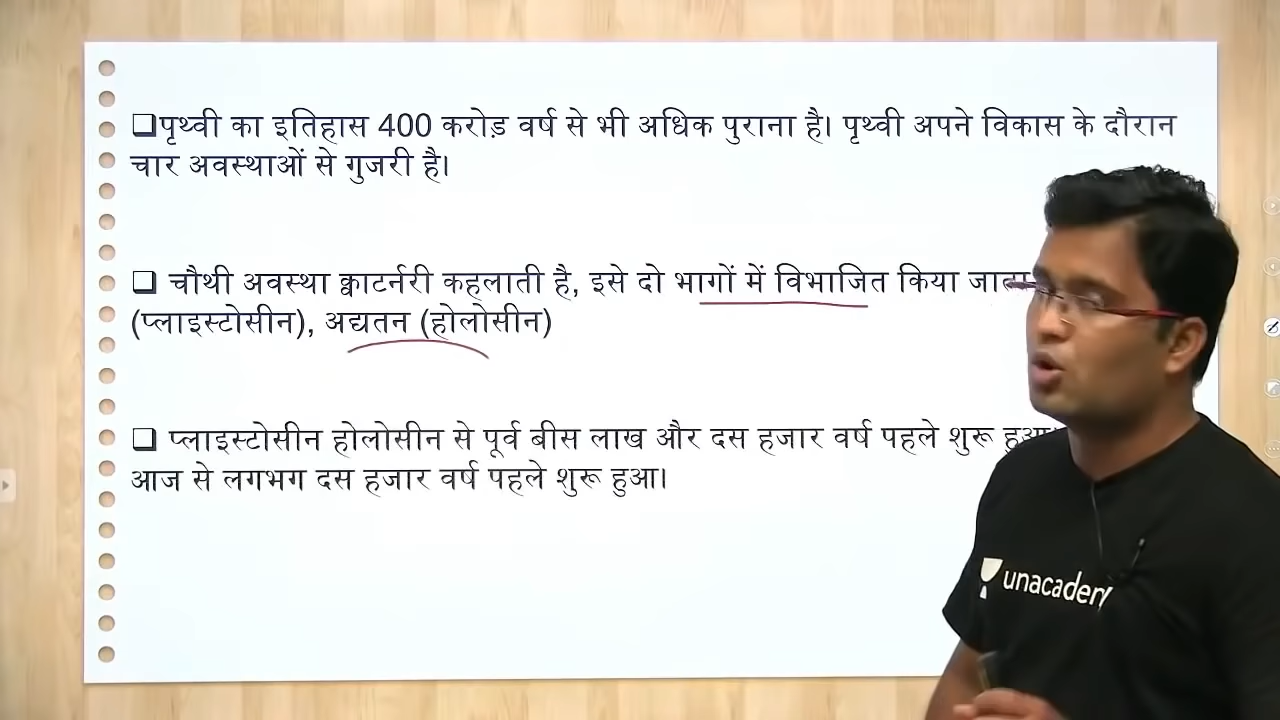 ❑पृथ्वी का इतिहास 400 करोड़ वर्ष से भी अधिक पुराना है। पृथ्वी अपने विकास के दौरान
चार अवस्थाओं से गुजरी है।
❑ चौथी अवस्था क्वाटर्नरी कहलाती है, इसे दो भागों में विभाजित किया जाता
(प्लाइस्टोसीन), अद्यतन (होलोसीन)
❑ प्लाइस्टोसीन होलोसीन से पूर्व बीस लाख और दस हजार वर्ष पहले शुरू हुआ।
आज से लगभग दस हजार वर्ष पहले शुरू हुआ।